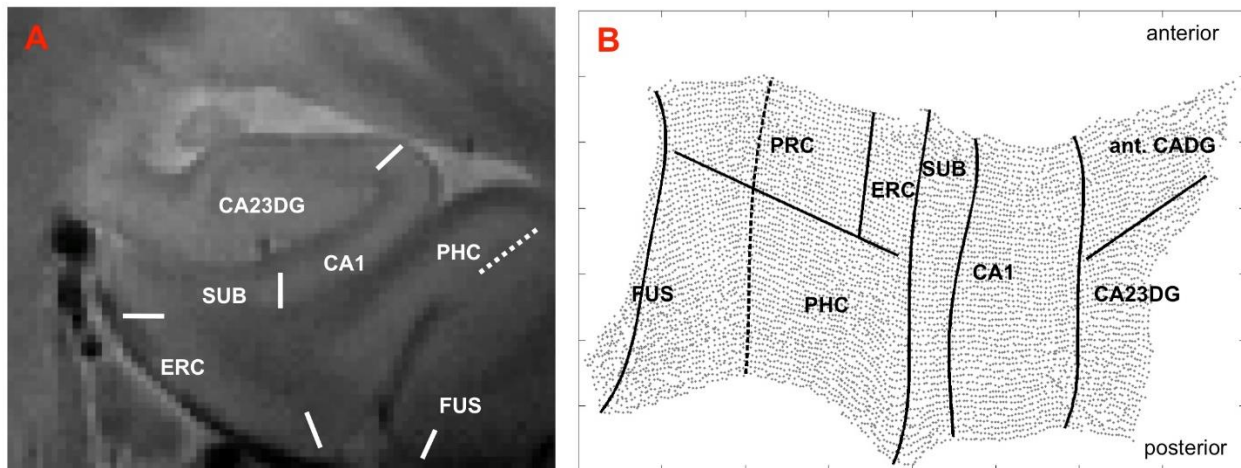 A
CA23DG
CA1
PHC
SUB
ERC
FUS
B
anterior
PRC
ant. CADG
SUB
ERC
CA1
FUS
PHC
CA23DG
posterior